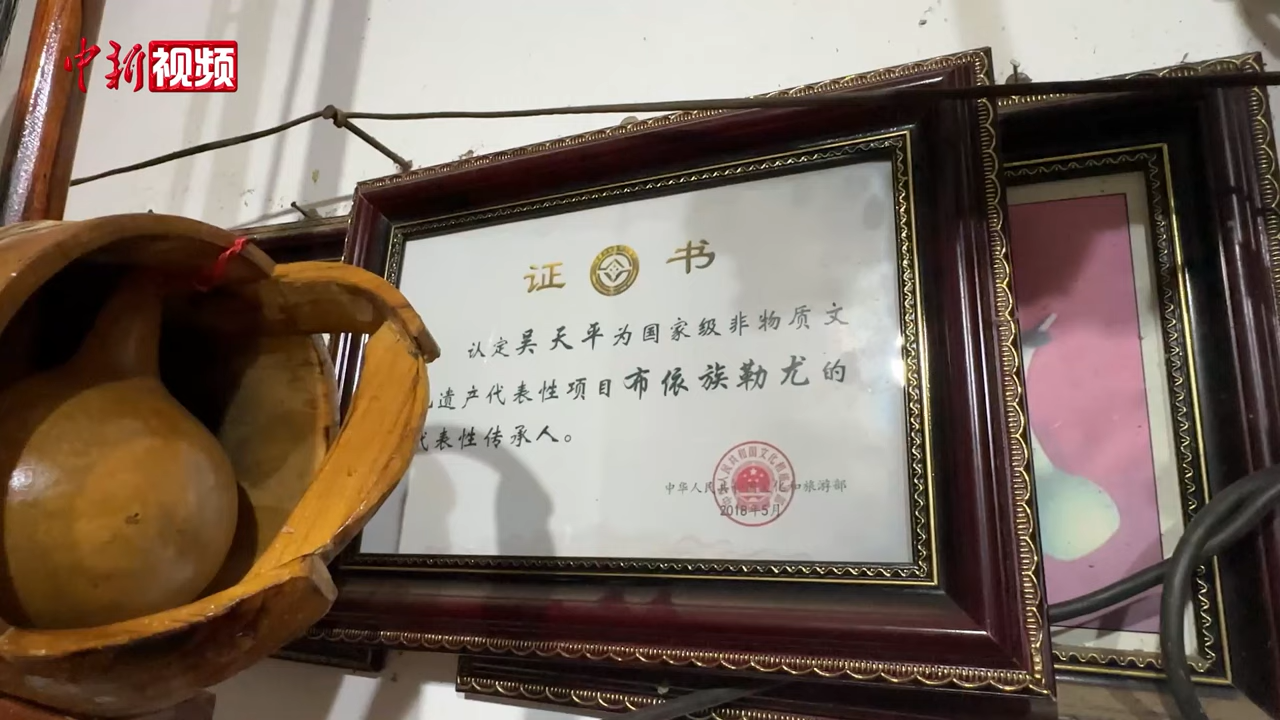 中新视频
证书
认定吴天平为国家级非物质文
遗产代表性项目布依族勒尤的
代表性传承人。
中华人民共和国文化和旅游部
2018年5月